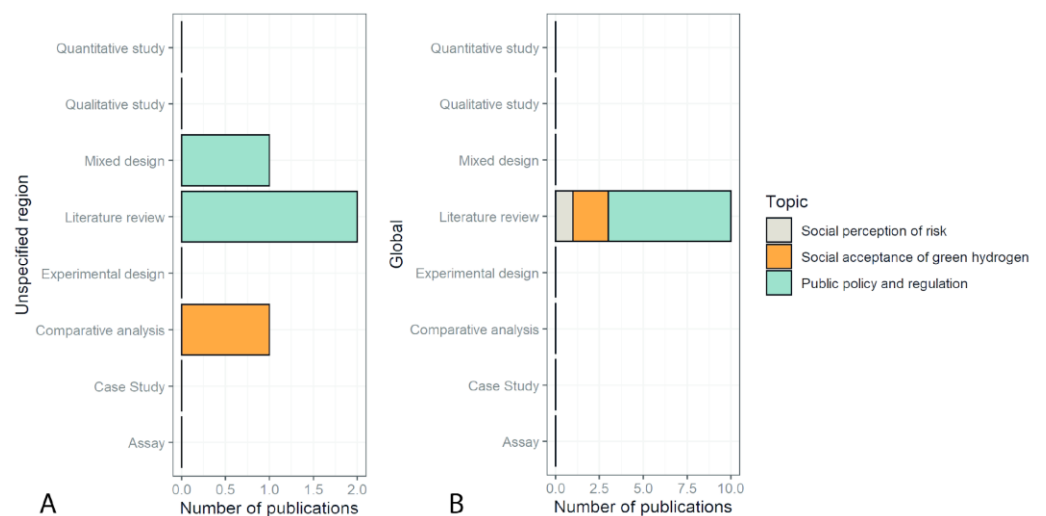 Unspecified region
Quantitative study
Qualitative study
Mixed design
Literature review
Experimental design
Comparative analysis
Case Study
Assay
0.0 0.5 1.0 1.5 2.0
Number of publications
A
Global
Quantitative study
Qualitative study
Mixed design
Literature review
Experimental design
Comparative analysis
Case Study
Assay
0.0 2.5 5.0 7.5 10.0
Number of publications
B
Topic
Social perception of risk
Social acceptance of green hydrogen
Public policy and regulation